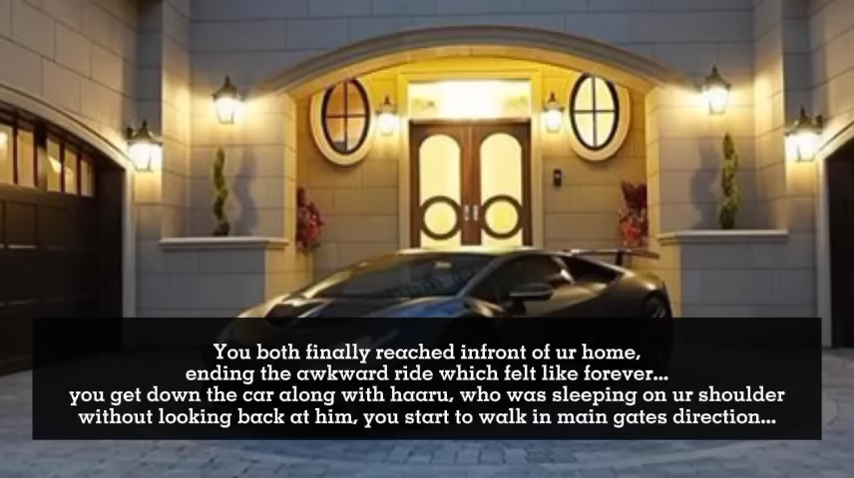 You both finally reached infront of ur home,
ending the awkward ride which felt like forever...
you get down the car along with haaru, who was sleeping on ur shoulder
without looking back at him, you start to walk in main gates direction...